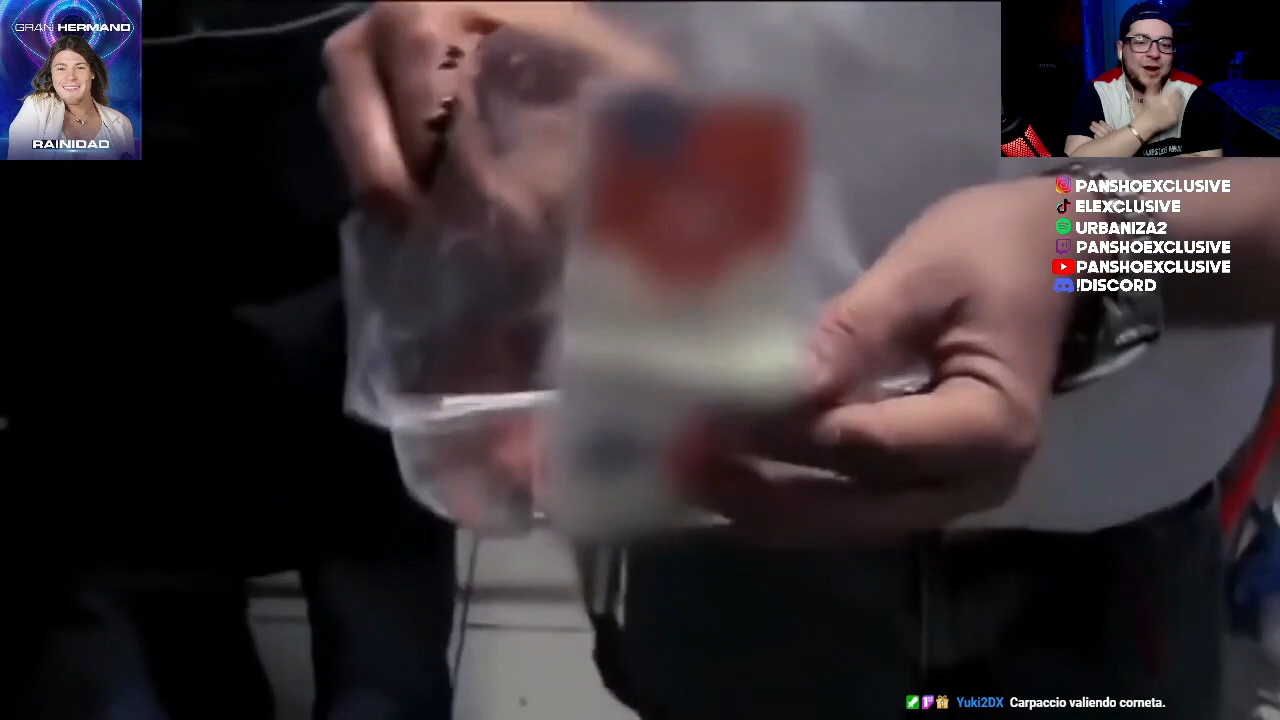 GRAN HERMANO
RAINIDAD
PANSHOEXCLUSIVE
ELEXCLUSIVE
URBANIZA2
PANSHOEXCLUSIVE
PANSHOEXCLUSIVE
!DISCORD
Yuki2DX Carpaccio valiendo corneta.